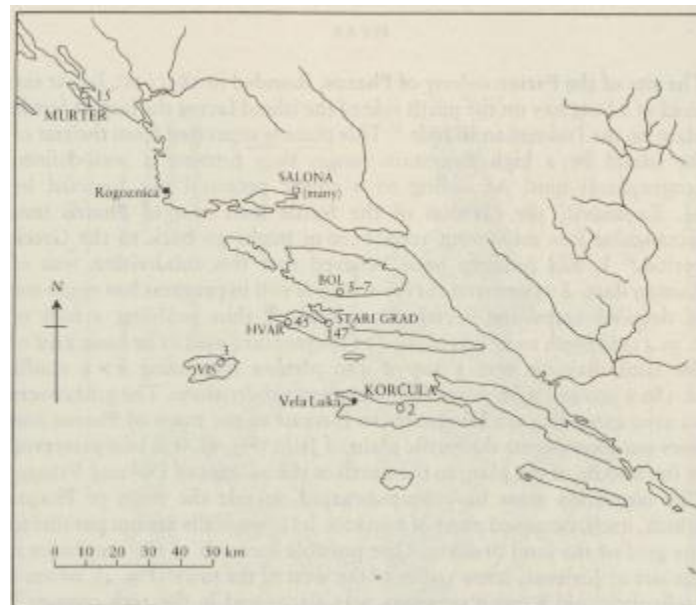 15
MURTER
Rogoznica
SALONA
(many)
BOL
5–7
N
45
HVAR
STARI GRAD
147
3
VIS
KORČULA
Vela Luka
2
0 10 20 30 40 50 km